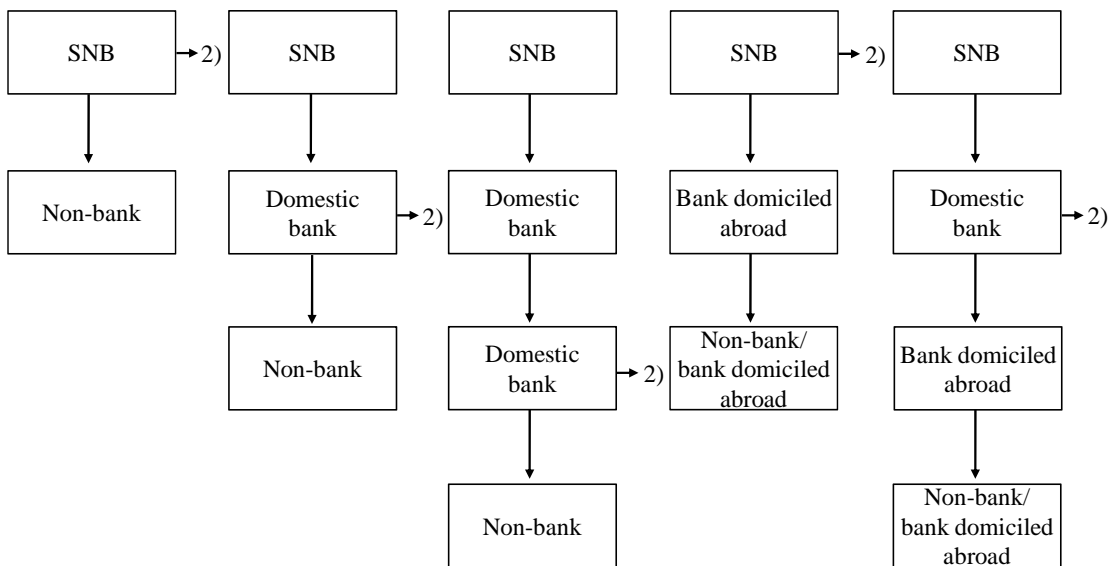 SNB
2)
SNB
SNB
SNB
2)
SNB
Non-bank
Domestic
bank
2)
Domestic
bank
Bank domiciled
abroad
Domestic
bank
2)
Non-bank
Domestic
bank
2)
Non-bank/
bank domiciled
abroad
Bank domiciled
abroad
Non-bank
Non-bank/
bank domiciled
abroad